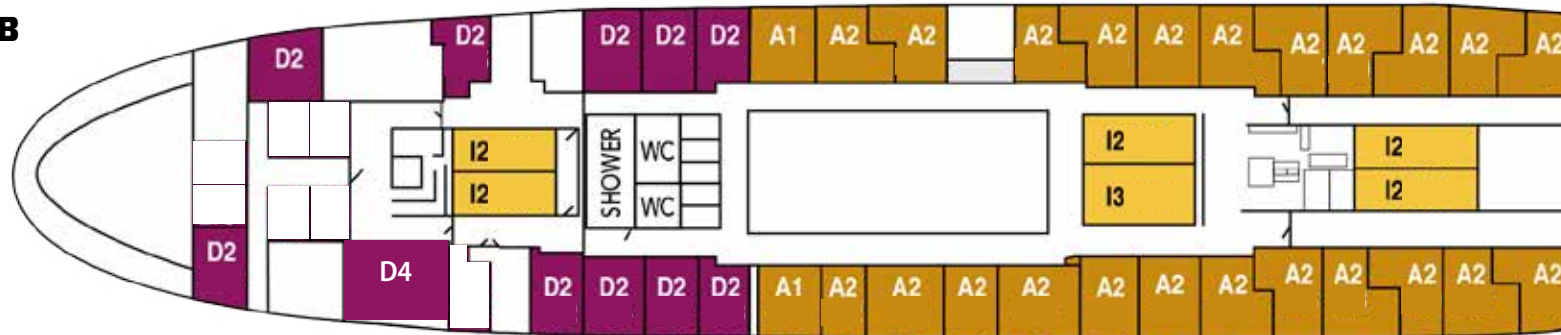 B
D2 D2 D2 D2 D2 A1 A2 A2 A2 A2 A2 A2 A2 A2 A2 A2 A2
I2 SHOWER WC I2 I2
I2 WC I3 I2
D2 D4 D2 D2 D2 D2 A1 A2 A2 A2 A2 A2 A2 A2 A2 A2 A2 A2 A2